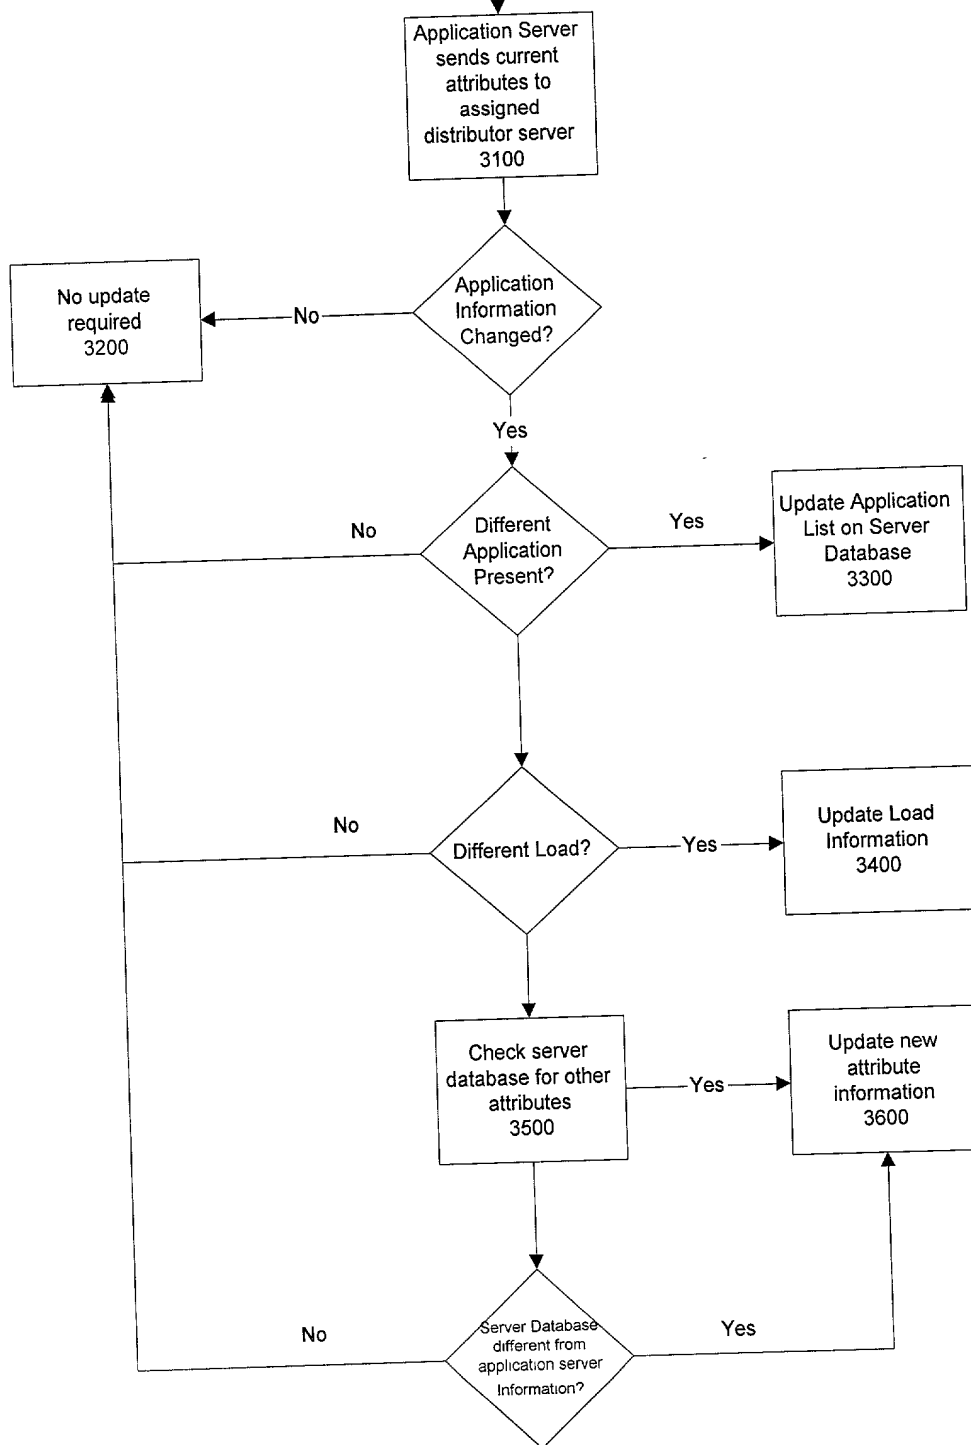 Application Server
sends current
attributes to
assigned
distributor server
3100
Application
Information
Changed?
No
No update
required
3200
Yes
Different
Application
Present?
No
Yes
Update Application
List on Server
Database
3300
Different Load?
No
Yes
Update Load
Information
3400
Check server
database for other
attributes
3500
Yes
Update new
attribute
information
3600
Server Database
different from
application server
Information?
No
Yes